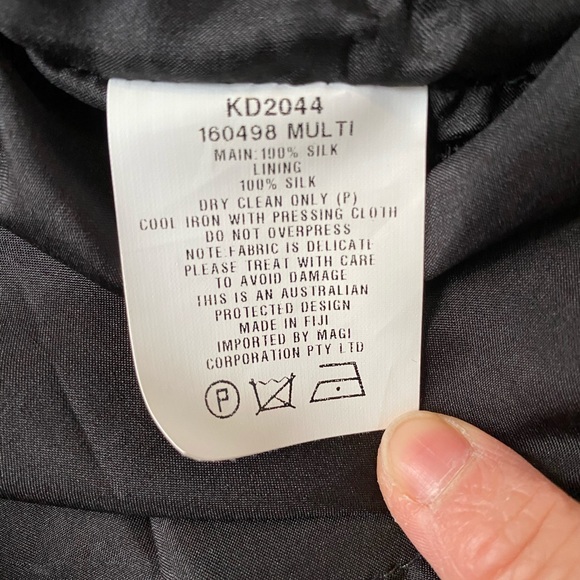 KD2044
160498 MULTI
MAIN:100% SILK
LINING
100% SILK
DRY CLEAN ONLY (P)
COOL IRON WITH PRESSING CLOTH
DO NOT OVERPRESS
NOTE.FABRIC IS DELICATE
PLEASE TREAT WITH CARE
TO AVOID DAMAGE
THIS IS AN AUSTRALIAN
PROTECTED DESIGN
MADE IN FIJI
IMPORTED BY MAGI
CORPORATION PTY LTD
P